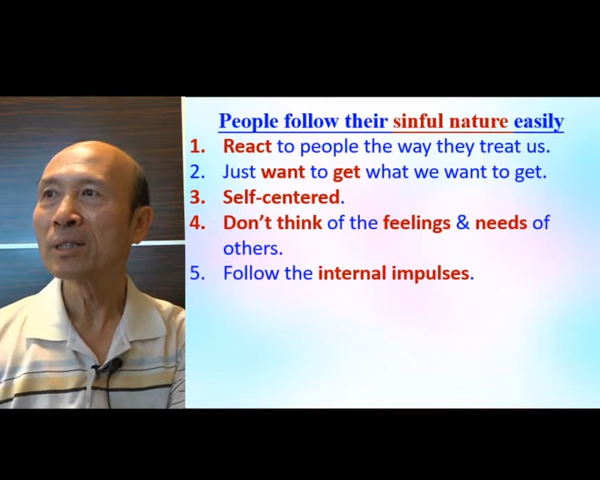 People follow their sinful nature easily
1. React to people the way they treat us.
2. Just want to get what we want to get.
3. Self-centered.
4. Don’t think of the feelings & needs of
others.
5. Follow the internal impulses.